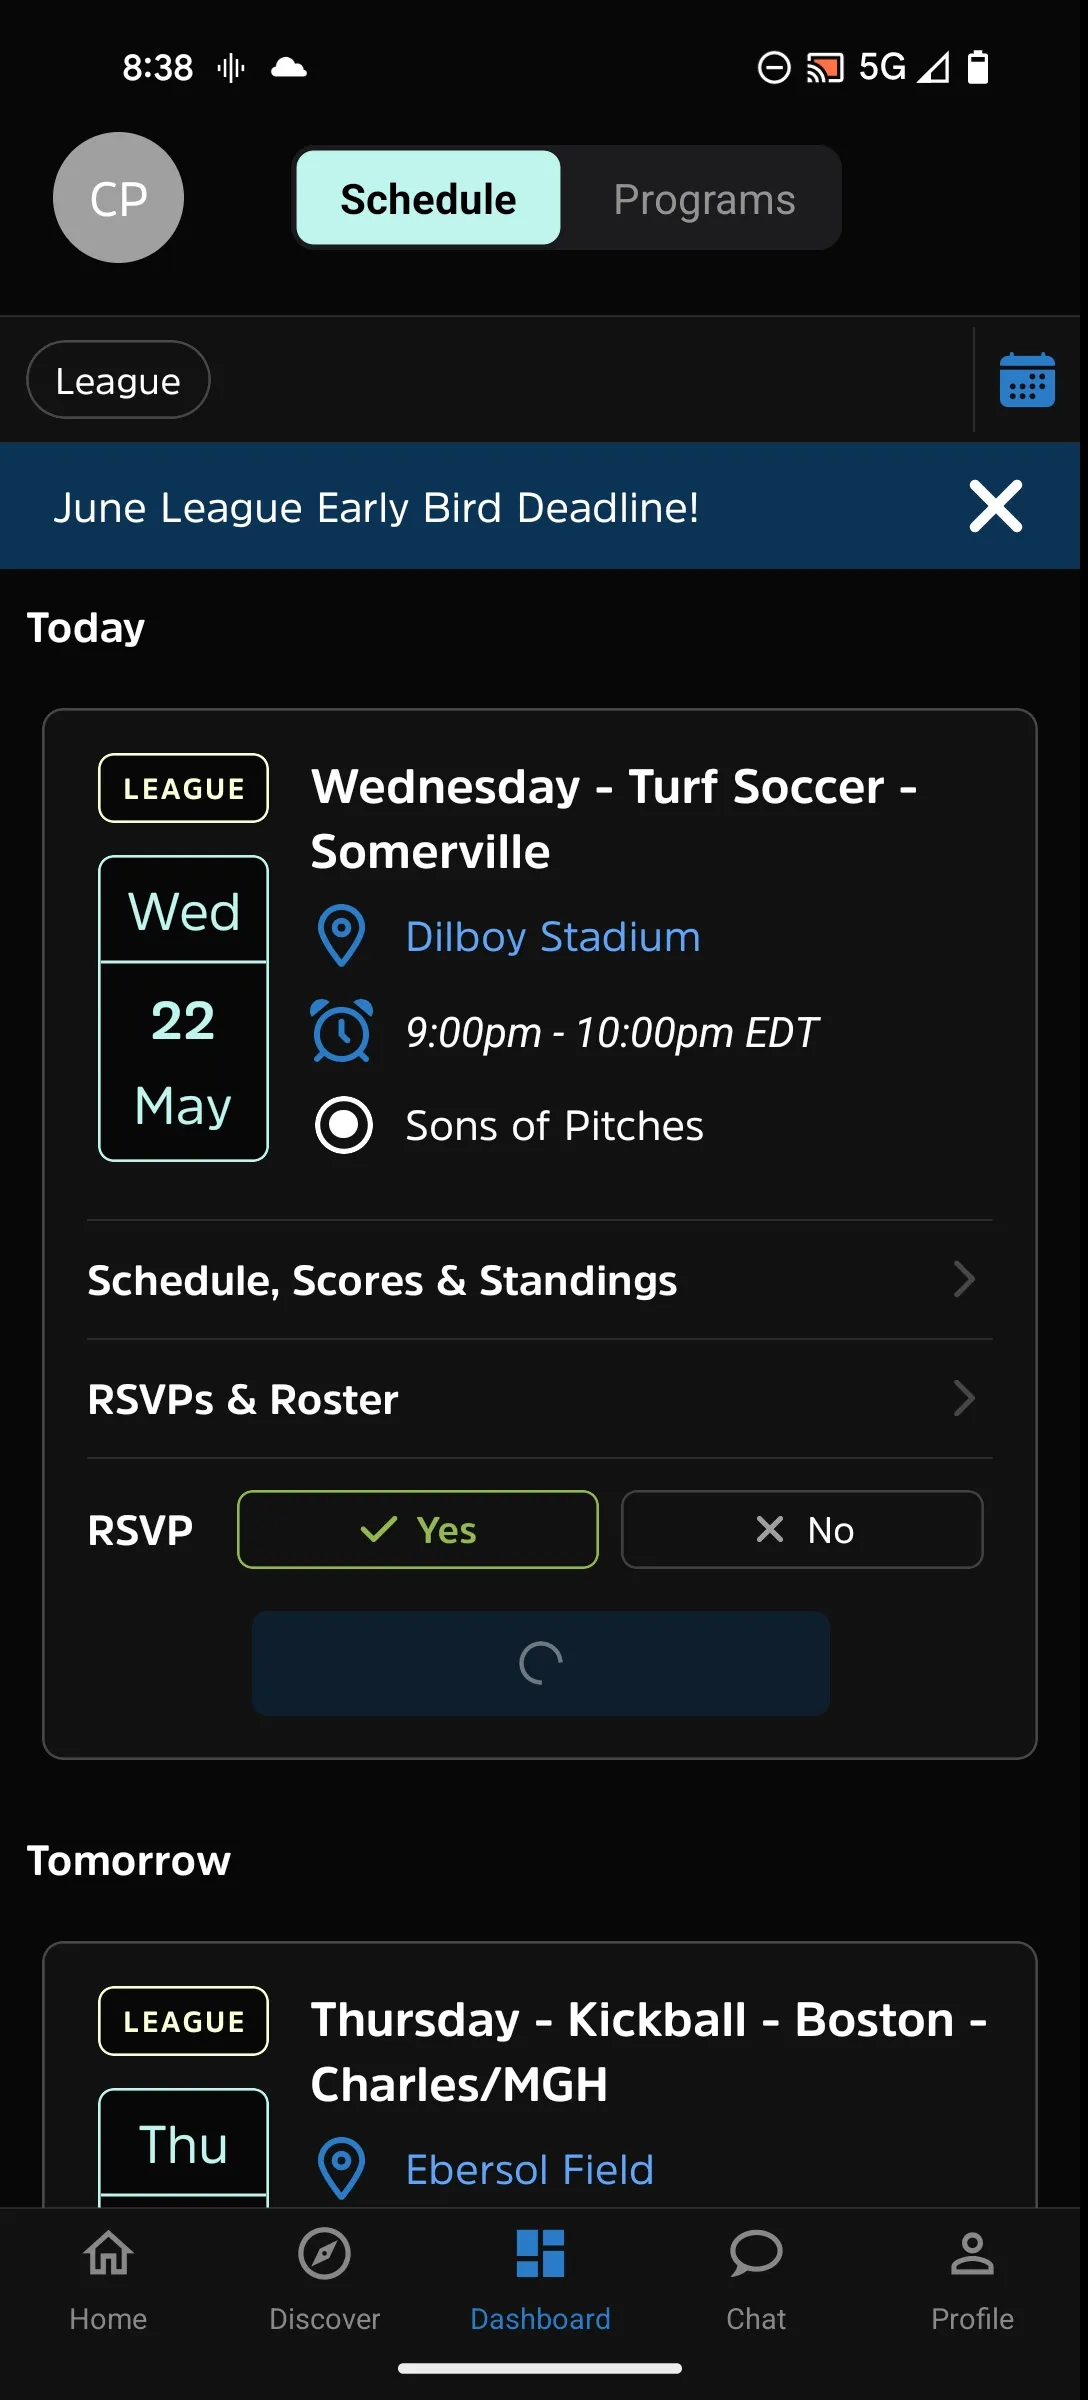 8:38
5G
CP
Schedule
Programs
League
June League Early Bird Deadline!
Today
LEAGUE
Wednesday - Turf Soccer -
Somerville
Wed
22
May
Dilboy Stadium
9:00pm - 10:00pm EDT
Sons of Pitches
Schedule, Scores & Standings
RSVPs & Roster
RSVP
Yes
No
Tomorrow
LEAGUE
Thursday - Kickball - Boston -
Charles/MGH
Thu
Ebersol Field
Home
Discover
Dashboard
Chat
Profile